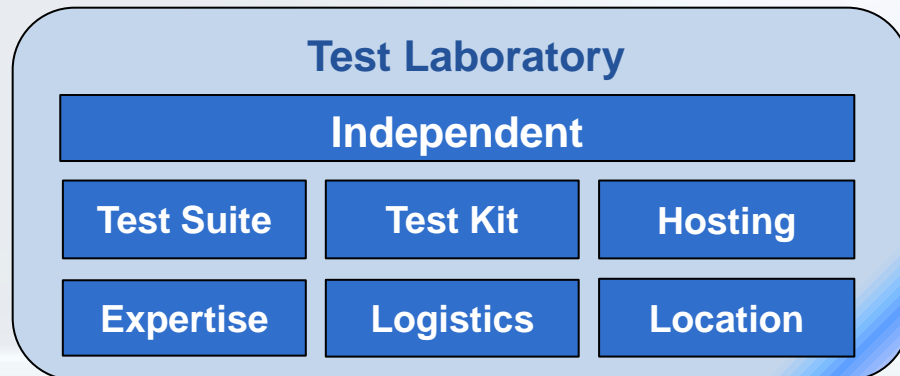 Test Laboratory
Independent
Test Suite Test Kit Hosting
Expertise Logistics Location